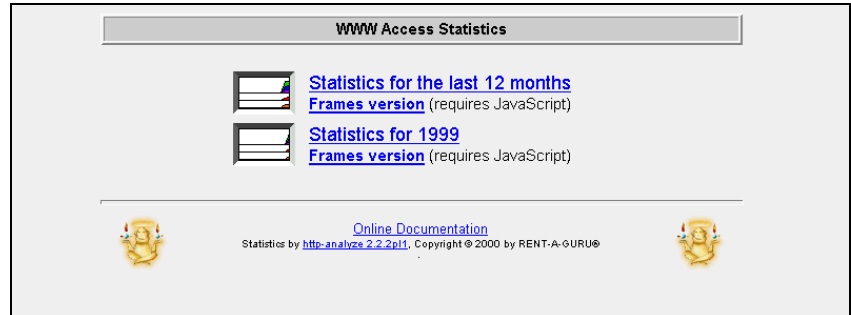 WWW Access Statistics
Statistics for the last 12 months
Frames version (requires JavaScript)
Statistics for 1999
Frames version (requires JavaScript)
Online Documentation
Statistics by http-analyze 2.2.2pl1, Copyright © 2000 by RENT-A-GURU®
.